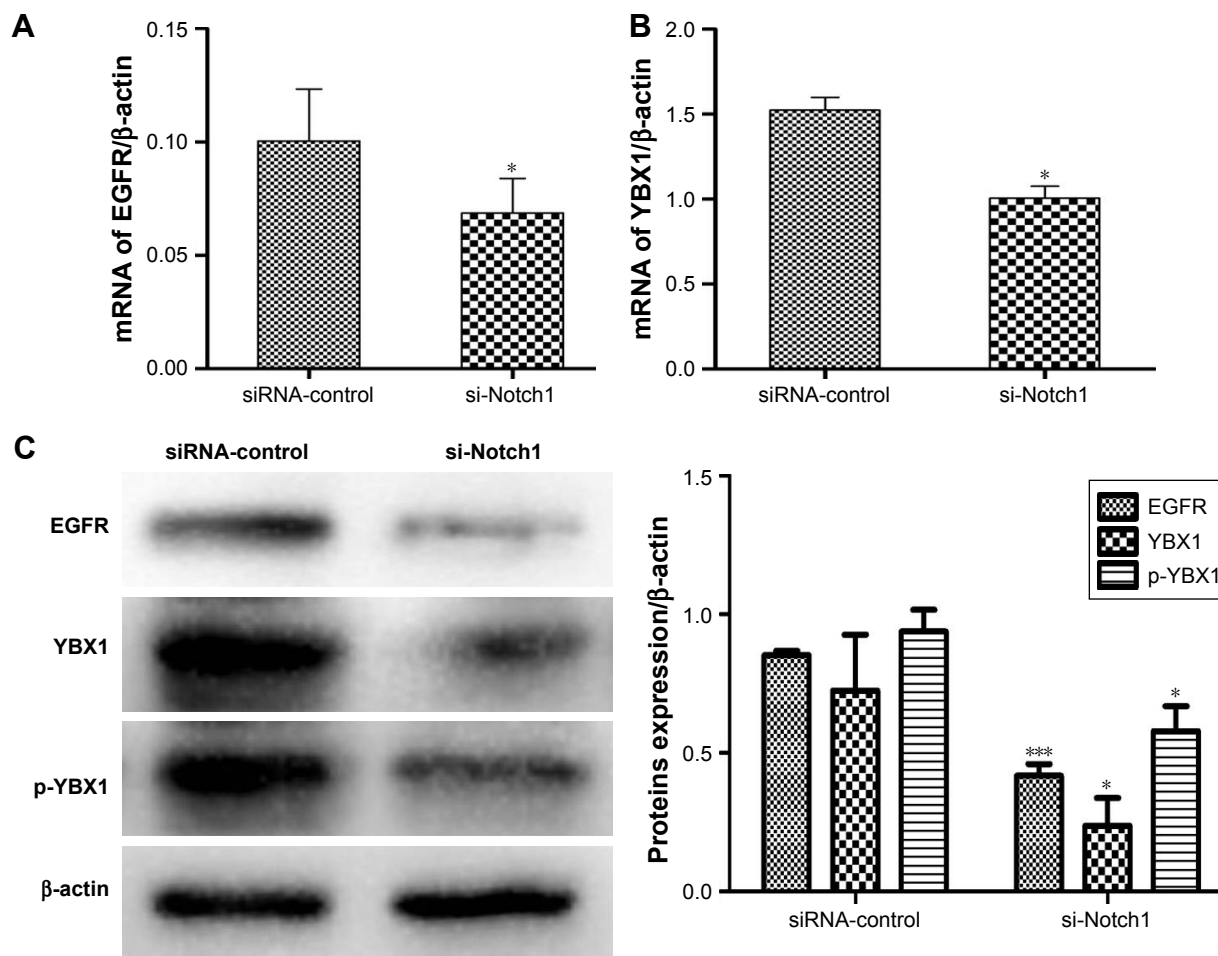 A
mRNA of EGFR/β-actin
0.15
0.10
0.05
0.00
*
siRNA-control
si-Notch1
B
mRNA of YBX1/β-actin
2.0
1.5
1.0
0.5
0.0
*
siRNA-control
si-Notch1
C
siRNA-control
si-Notch1
EGFR
YBX1
p-YBX1
β-actin
Proteins expression/β-actin
1.5
1.0
0.5
0.0
EGFR
YBX1
p-YBX1
***
*
*
siRNA-control
si-Notch1